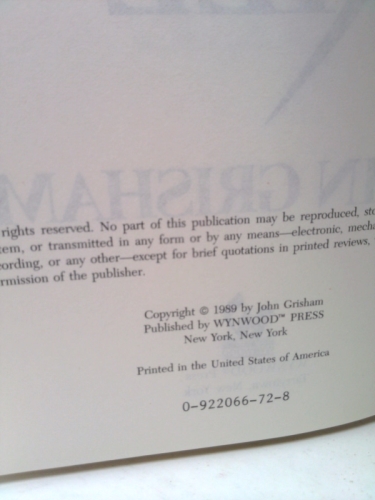 rights reserved. No part of this publication may be reproduced, sto
tem, or transmitted in any form or by any means—electronic, mecha
ording, or any other—except for brief quotations in printed reviews,
rmission of the publisher.
Copyright © 1989 by John Grisham
Published by WYNWOOD™ PRESS
New York, New York
Printed in the United States of America
0-922066-72-8